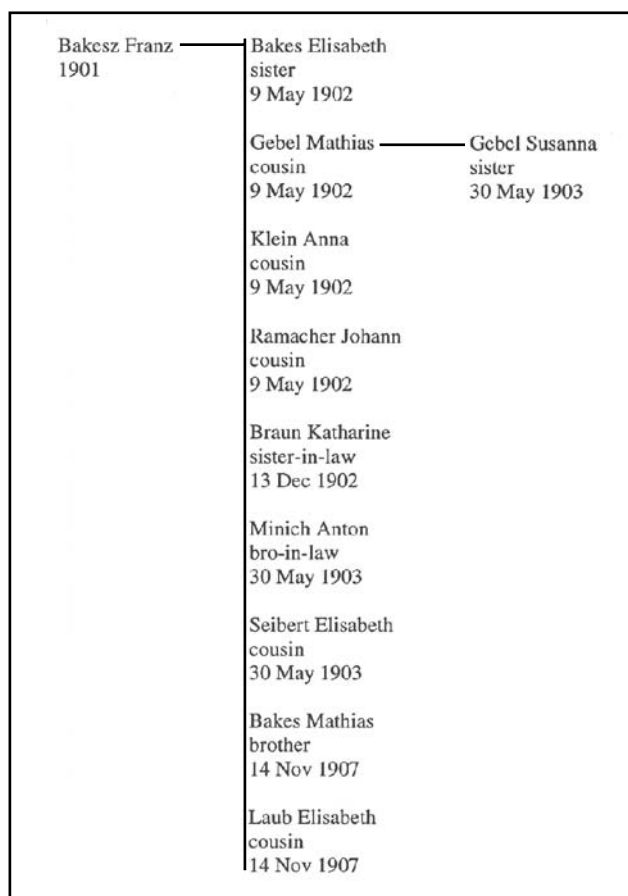 Bakesz Franz
1901
Bakes Elisabeth
sister
9 May 1902
Gebel Mathias
cousin
9 May 1902
Gebel Susanna
sister
30 May 1903
Klein Anna
cousin
9 May 1902
Ramacher Johann
cousin
9 May 1902
Braun Katharine
sister-in-law
13 Dec 1902
Minich Anton
bro-in-law
30 May 1903
Seibert Elisabeth
cousin
30 May 1903
Bakes Mathias
brother
14 Nov 1907
Laub Elisabeth
cousin
14 Nov 1907